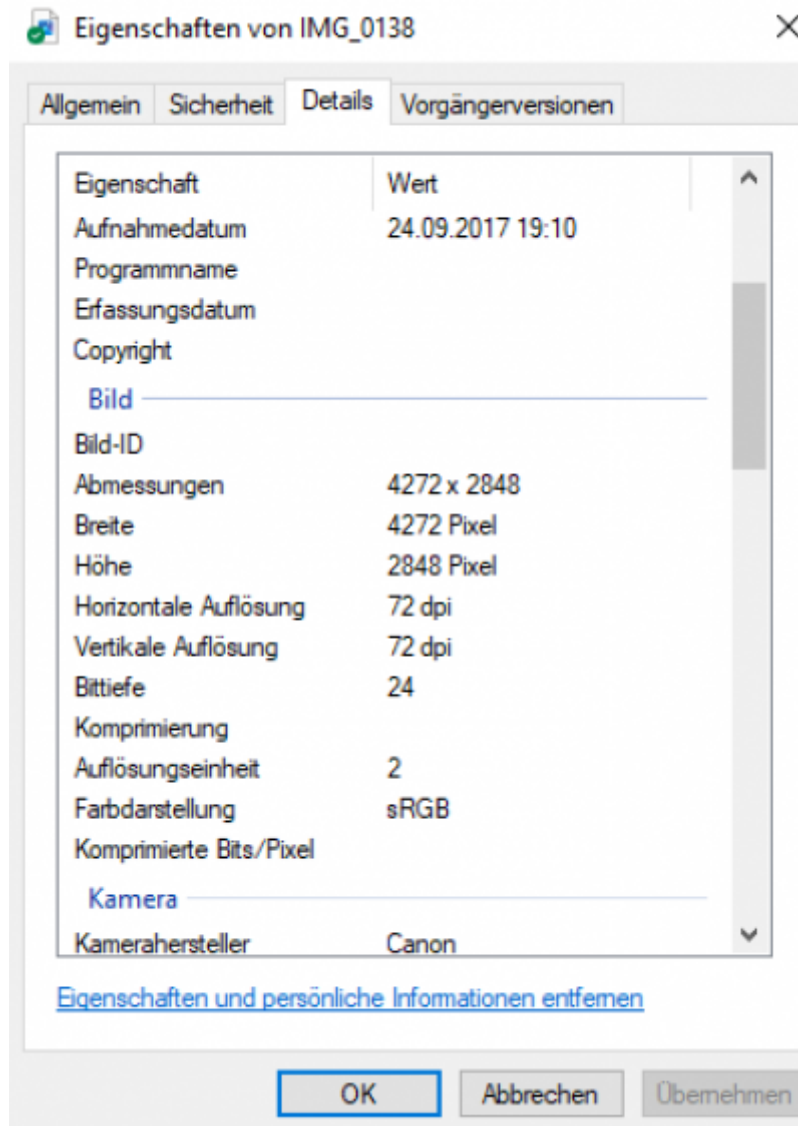 Eigenschaften von IMG_0138
Allgemein Sicherheit Details Vorgängerversionen
Eigenschaft Wert
Aufnahmedatum 24.09.2017 19:10
Programmname
Erfassungsdatum
Copyright
Bild
Bild-ID
Abmessungen 4272 x 2848
Breite 4272 Pixel
Höhe 2848 Pixel
Horizontale Auflösung 72 dpi
Vertikale Auflösung 72 dpi
Bittiefe 24
Komprimierung
Auflösungseinheit 2
Farbdarstellung sRGB
Komprimierte Bits/Pixel
Kamera
Kamerahersteller Canon
Eigenschaften und persönliche Informationen entfernen
OK Abbrechen Übernehmen